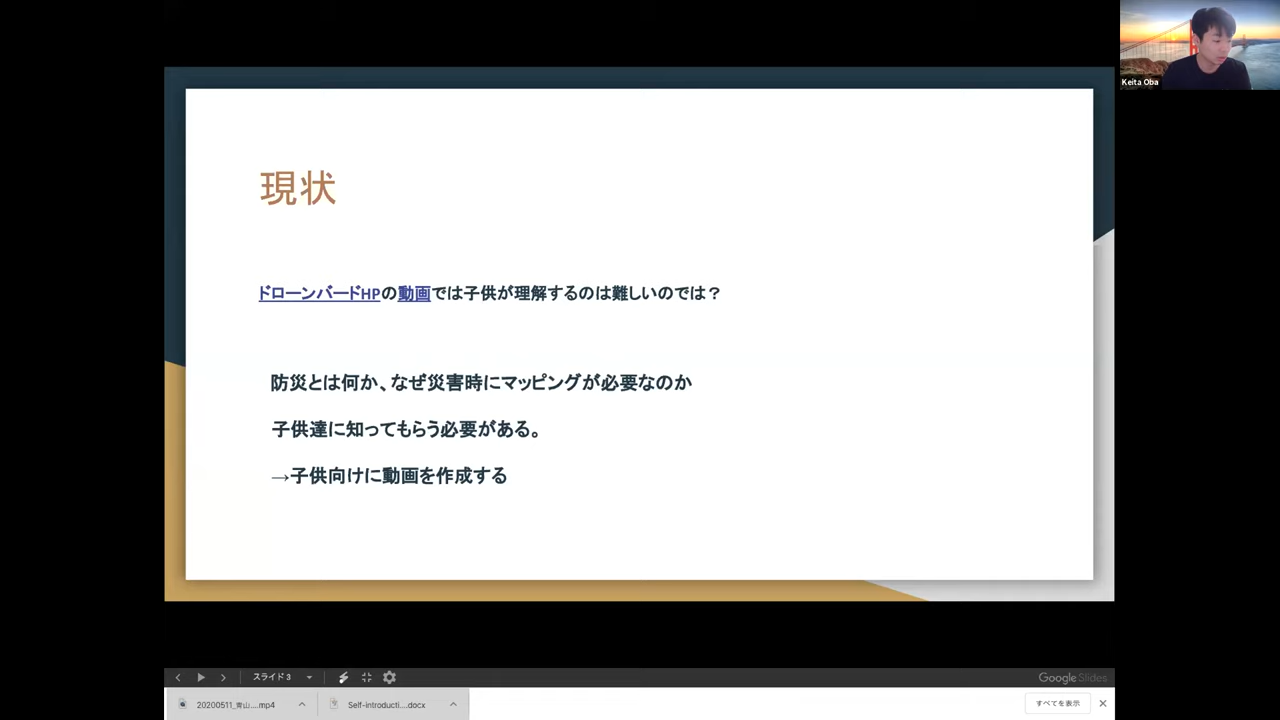 Keita Oba
現状
ドローンバードHPの動画では子供が理解するのは難しいのでは？
防災とは何か、なぜ災害時にマッピングが必要なのか
子供達に知ってもらう必要がある。
→子供向けに動画を作成する
スライド 3
Google Slides
20200511_青山....mp4
Self-introducti....docx
すべてを表示